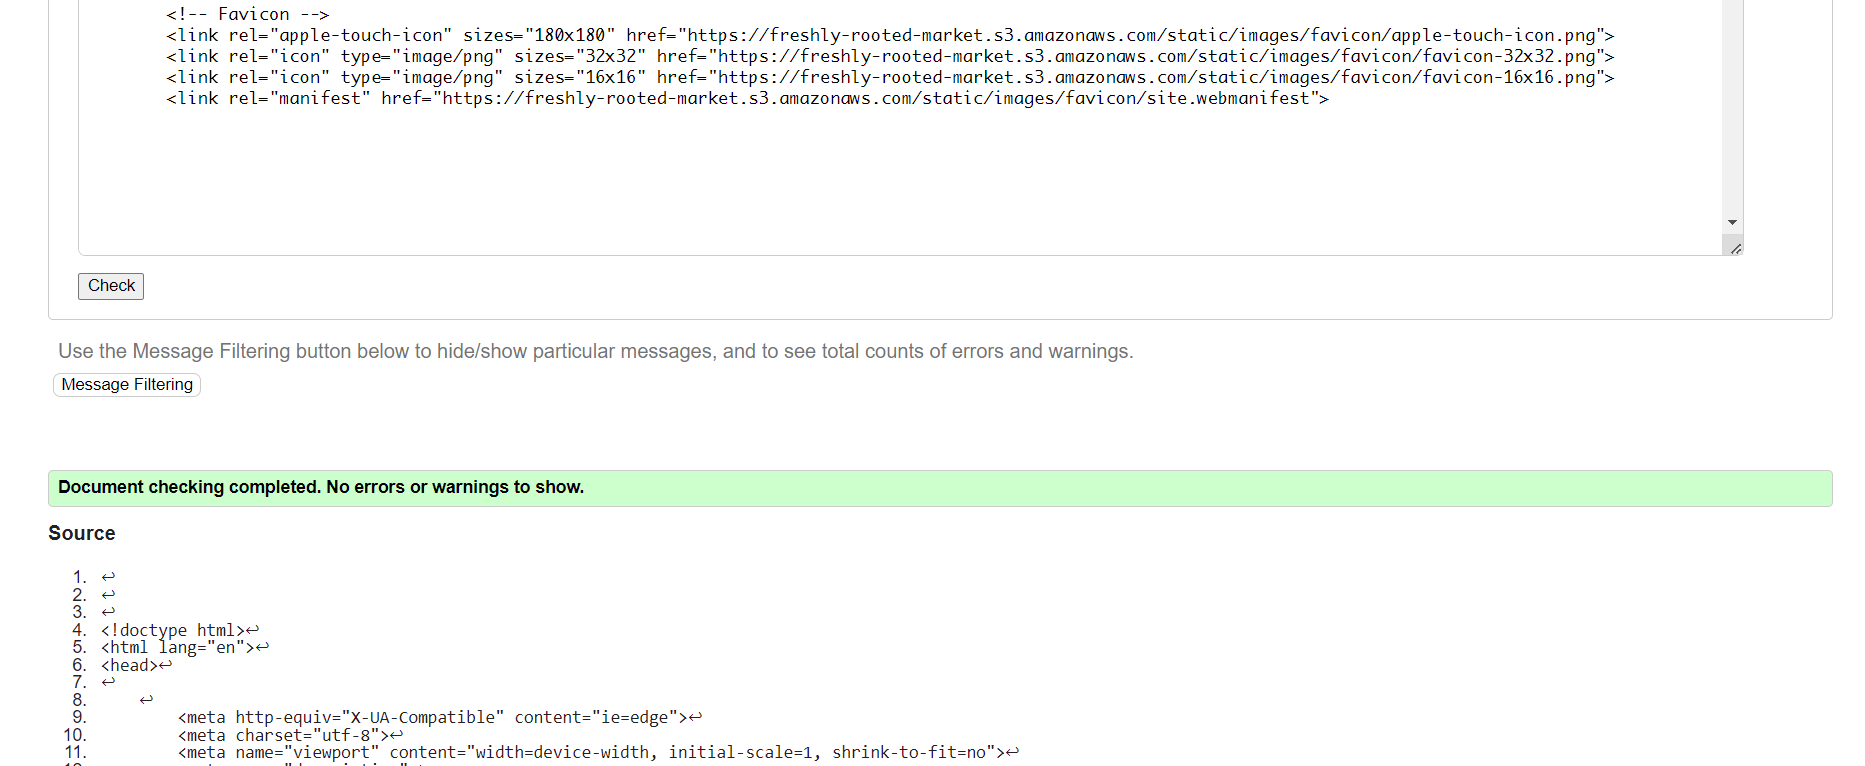 <!-- Favicon -->
<link rel="apple-touch-icon" sizes="180x180" href="https://freshly-rooted-market.s3.amazonaws.com/static/images/favicon/apple-touch-icon.png">
<link rel="icon" type="image/png" sizes="32x32" href="https://freshly-rooted-market.s3.amazonaws.com/static/images/favicon/favicon-32x32.png">
<link rel="icon" type="image/png" sizes="16x16" href="https://freshly-rooted-market.s3.amazonaws.com/static/images/favicon/favicon-16x16.png">
<link rel="manifest" href="https://freshly-rooted-market.s3.amazonaws.com/static/images/favicon/site.webmanifest">
Check
Use the Message Filtering button below to hide/show particular messages, and to see total counts of errors and warnings.
Message Filtering
Document checking completed. No errors or warnings to show.
Source
1. ↩
2. ↩
3. ↩
4. <!doctype html>↩
5. <html lang="en">↩
6. <head>↩
7. ↩
8. ↩
9. <meta http-equiv="X-UA-Compatible" content="ie=edge">↩
10. <meta charset="utf-8">↩
11. <meta name="viewport" content="width=device-width, initial-scale=1, shrink-to-fit=no">↩